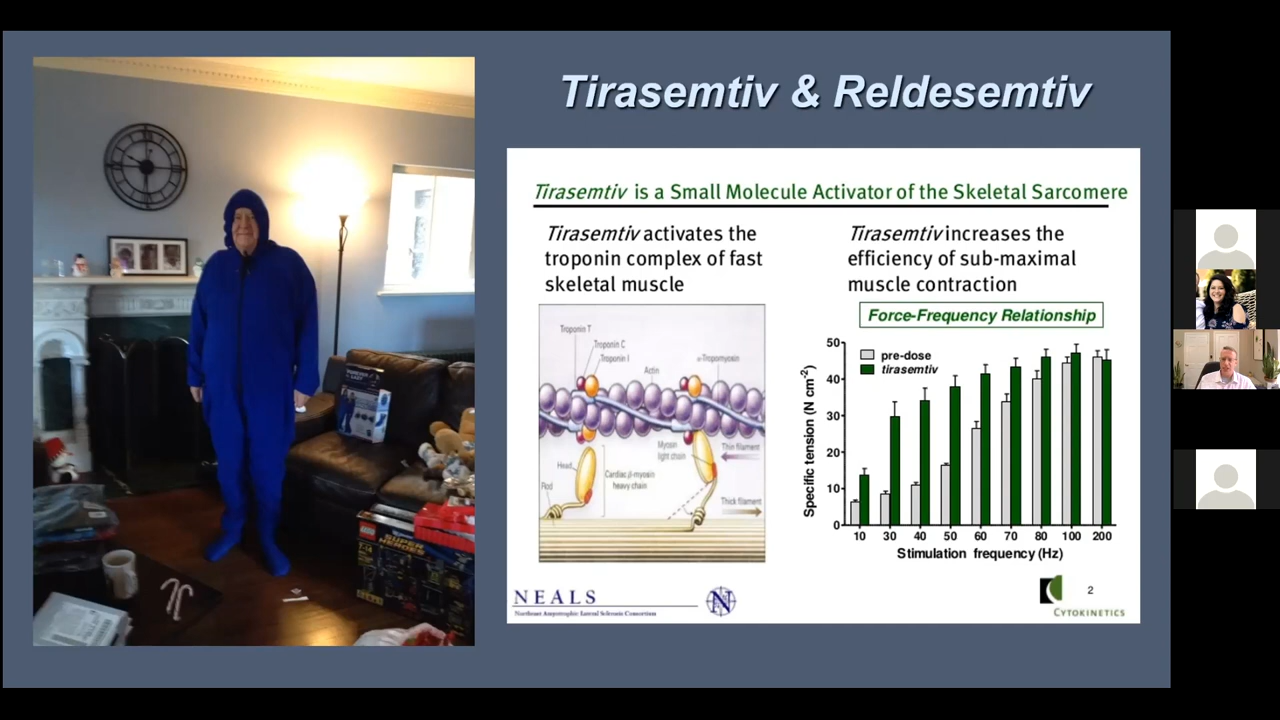 Tirasemtiv & Reldesemtiv
Tirasemtiv is a Small Molecule Activator of the Skeletal Sarcomere
Tirasemtiv activates the
troponin complex of fast
skeletal muscle
Troponin T
Troponin C
Troponin I
Actin
α-Tropomyosin
Myosin
light chain
Thin filament
Head
Cardiac β-myosin
heavy chain
Rod
Thick filament
Tirasemtiv increases the
efficiency of sub-maximal
muscle contraction
Force-Frequency Relationship
pre-dose
tirasemtiv
Specific tension (N cm-2)
50
40
30
20
10
0
10 30 40 50 60 70 80 100 200
Stimulation frequency (Hz)
NEALS
Northeast Amyotrophic Lateral Sclerosis Consortium
N
2
CYTOKINETICS
SUPER
HEROES